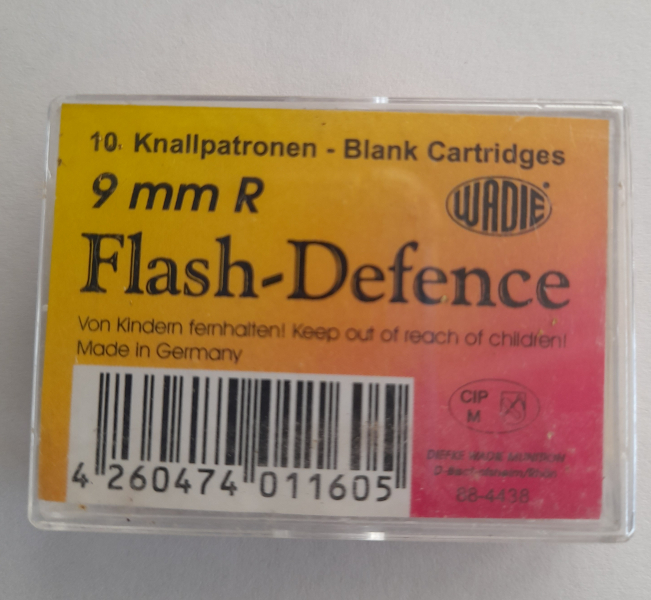 10 Knallpatronen - Blank Cartridges
9 mm R
WADIE
Flash-Defence
Von Kindern fernhalten! Keep out of reach of children!
Made in Germany
CIP
M
4 260474 011605
88-4438